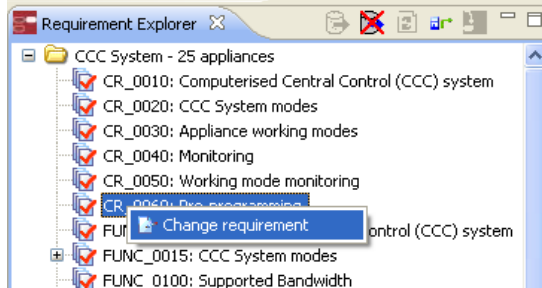 Requirement Explorer
CCC System - 25 appliances
CR_0010: Computerised Central Control (CCC) system
CR_0020: CCC System modes
CR_0030: Appliance working modes
CR_0040: Monitoring
CR_0050: Working mode monitoring
CR_0060: Pre-programming
Change requirement
FUN ontrol (CCC) system
FUNC_0015: CCC System modes
FUNC_0100: Supported Bandwidth